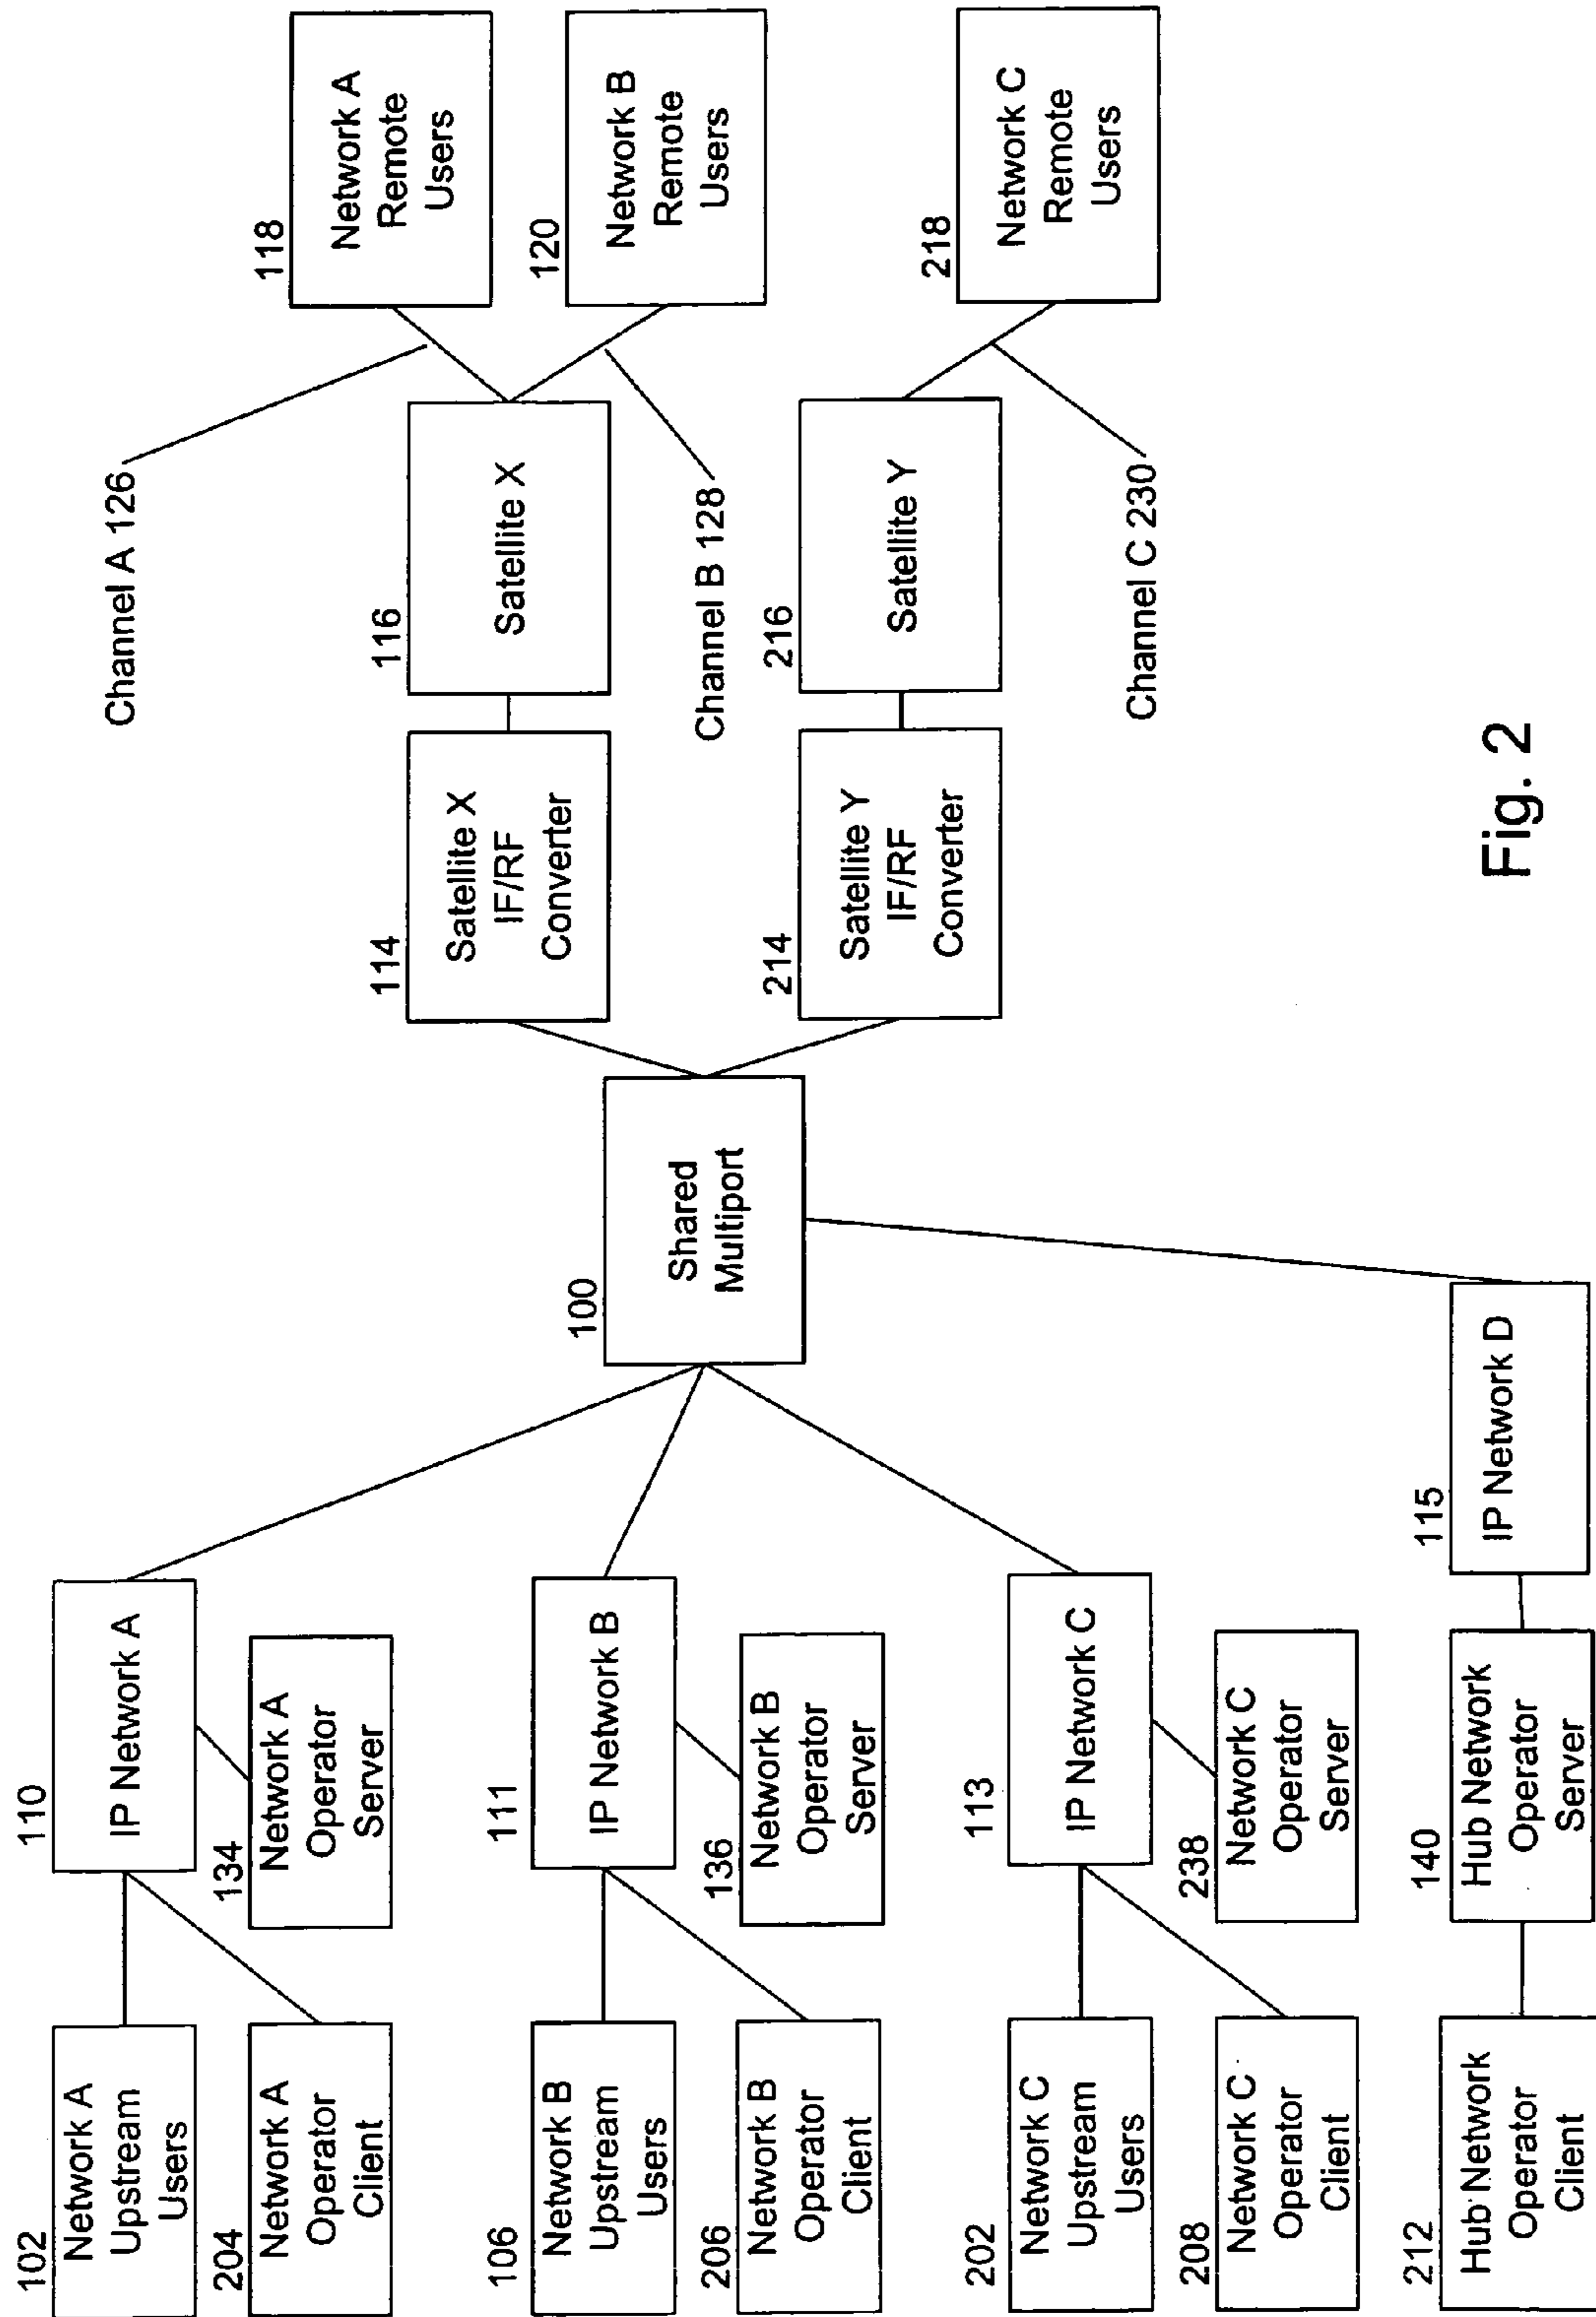 102
Network A
Upstream
Users
204
Network A
Operator
Client
110
IP Network A
134
Network A
Operator
Server
106
Network B
Upstream
Users
206
Network B
Operator
Client
111
IP Network B
136
Network B
Operator
Server
202
Network C
Upstream
Users
208
Network C
Operator
Client
113
IP Network C
238
Network C
Operator
Server
212
Hub Network
Operator
Client
140
Hub Network
Operator
Server
115
IP Network D
100
Shared
Multiport
114
Satellite X
IF/RF
Converter
214
Satellite Y
IF/RF
Converter
116
Satellite X
216
Satellite Y
Channel A 126
Channel B 128
Channel C 230
118
Network A
Remote
Users
120
Network B
Remote
Users
218
Network C
Remote
Users
Fig. 2